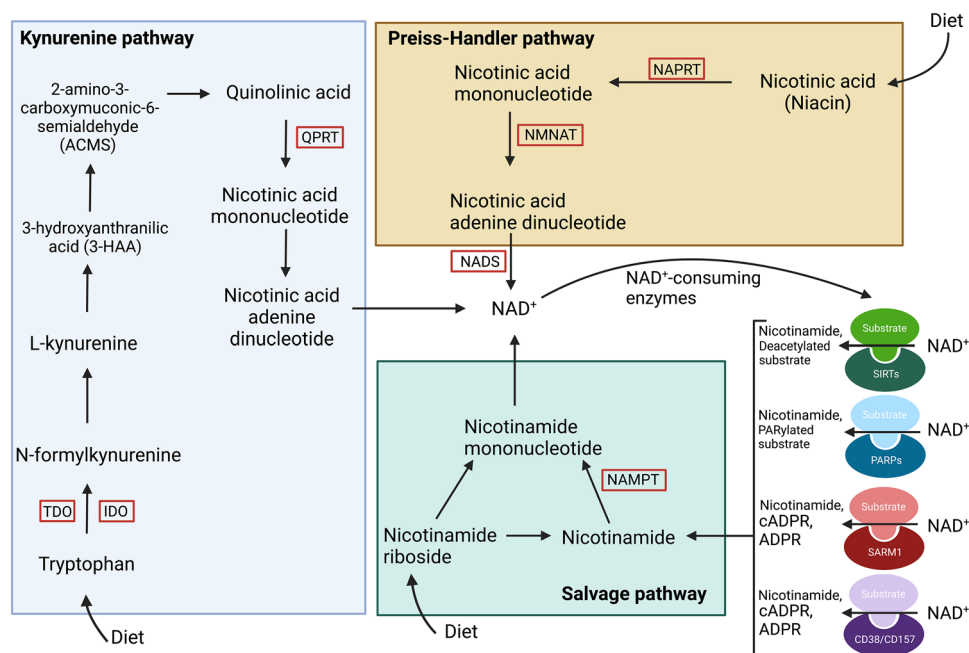 Kynurenine pathway
2-amino-3-
carboxymuconic-6-
semialdehyde
(ACMS)
Quinolinic acid
QPRT
Nicotinic acid
mononucleotide
3-hydroxyanthranilic
acid (3-HAA)
Nicotinic acid
adenine
dinucleotide
L-kynurenine
N-formylkynurenine
TDO
IDO
Tryptophan
Diet
Preiss-Handler pathway
Diet
Nicotinic acid
mononucleotide
NAPRT
Nicotinic acid
(Niacin)
NMNAT
Nicotinic acid
adenine dinucleotide
NADS
NAD⁺
NAD⁺-consuming
enzymes
Nicotinamide
mononucleotide
NAMPT
Nicotinamide
riboside
Nicotinamide
Salvage pathway
Diet
Nicotinamide,
Deacetylated
substrate
Substrate
SIRTs
NAD⁺
Nicotinamide,
PARylated
substrate
Substrate
PARPs
NAD⁺
Nicotinamide,
cADPR,
ADPR
Substrate
SARM1
NAD⁺
Nicotinamide,
cADPR,
ADPR
Substrate
CD38/CD157
NAD⁺